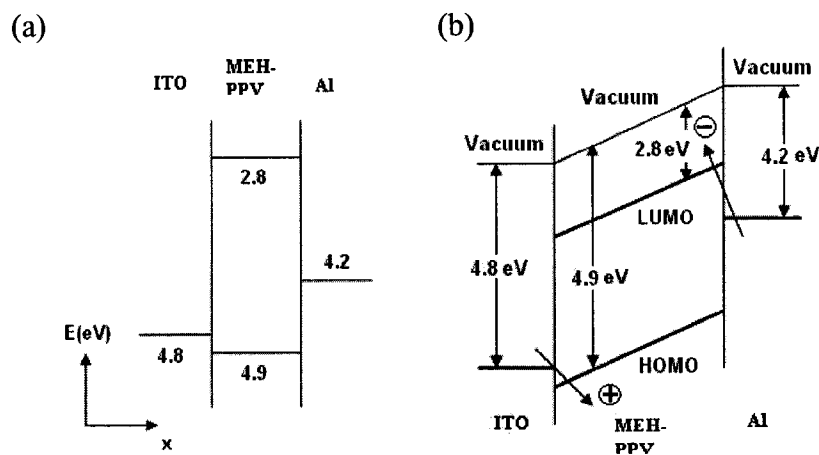 (a)
ITO
MEH-
PPV
Al
2.8
4.2
E(eV)
4.8
4.9
x
(b)
Vacuum
Vacuum
Vacuum
2.8 eV
4.2 eV
LUMO
4.8 eV
4.9 eV
HOMO
ITO
MEH-
PPV
Al